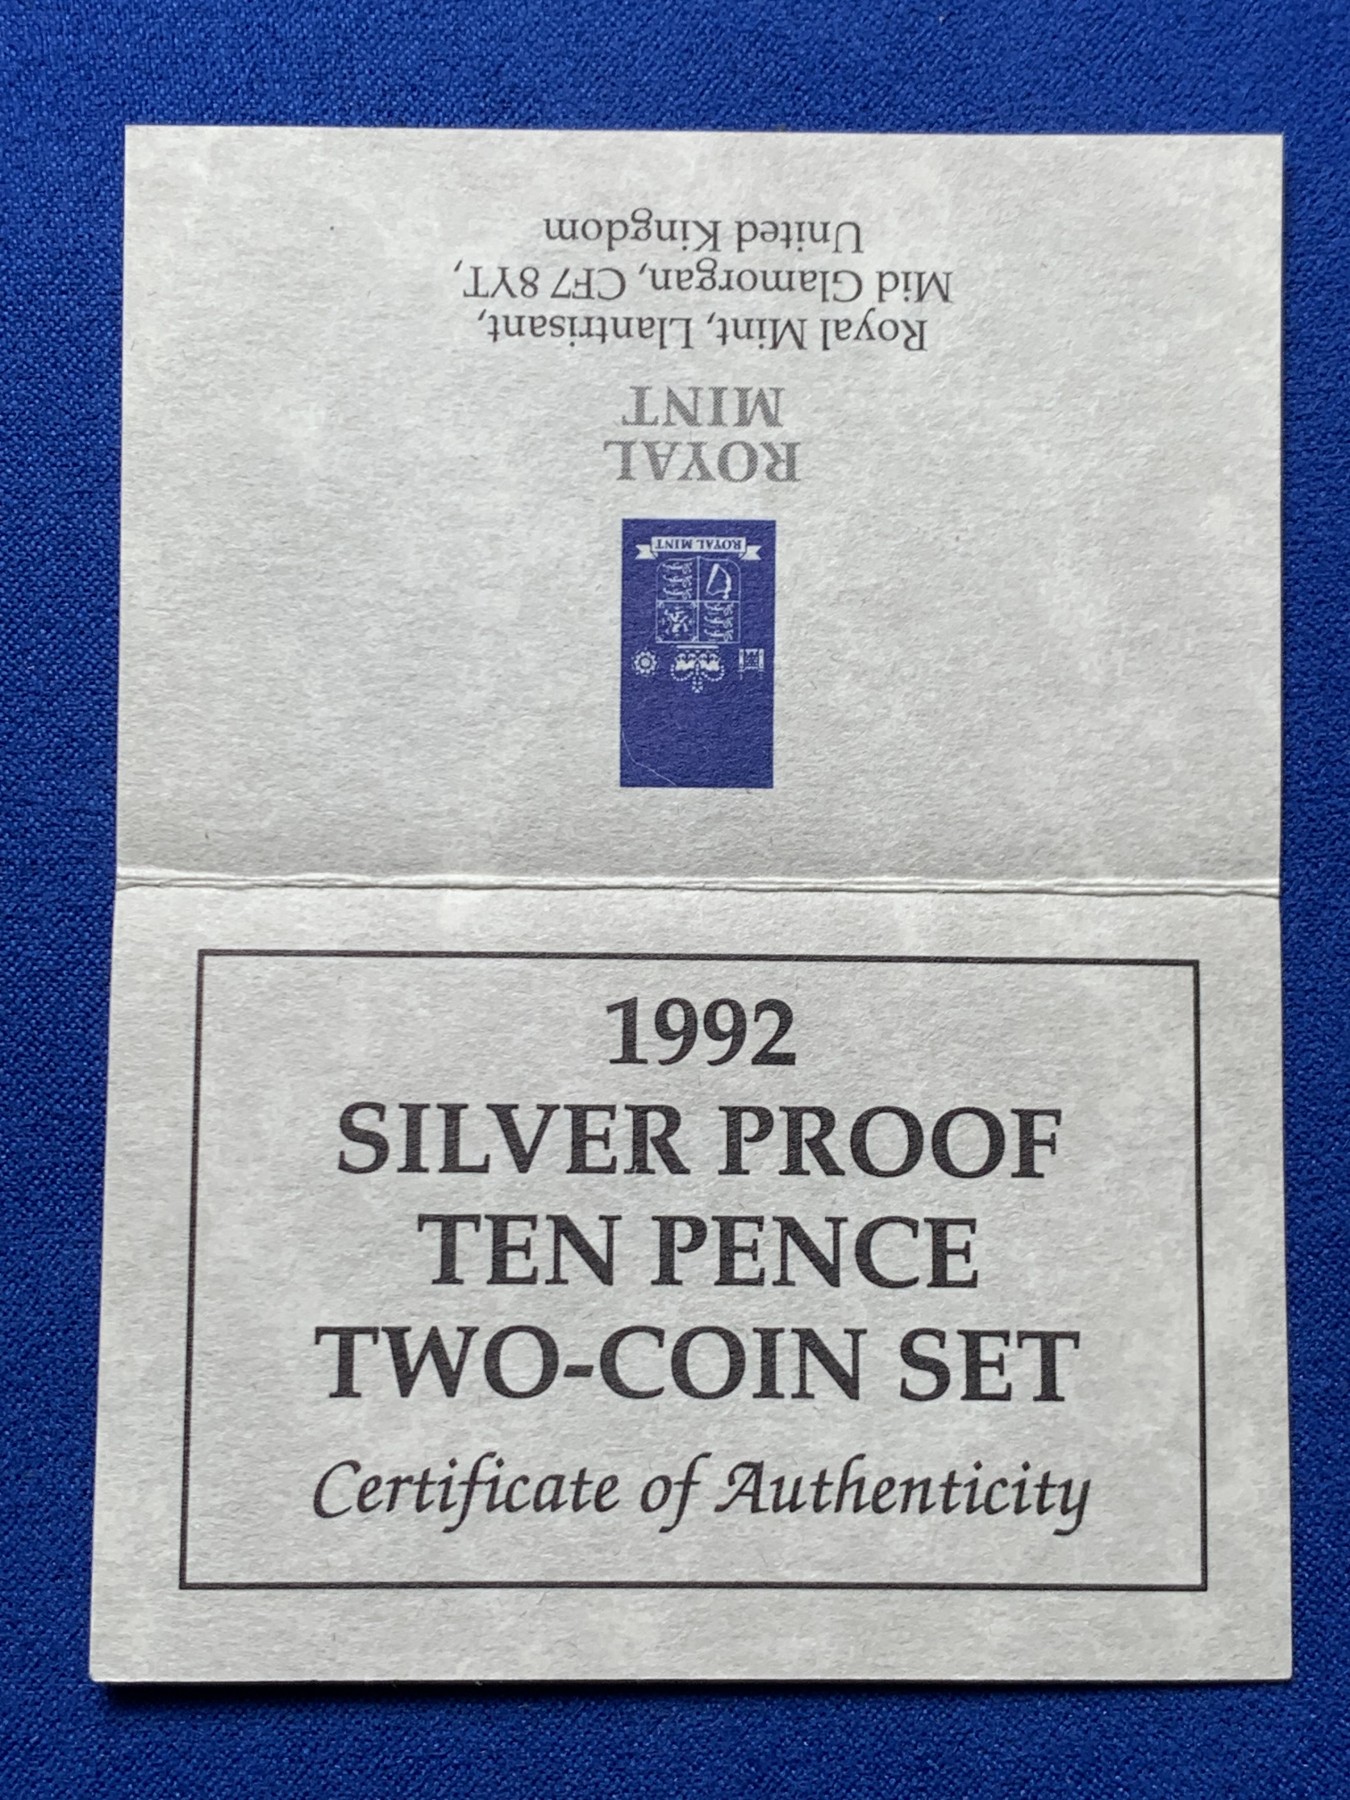 1992
SILVER PROOF
TEN PENCE
TWO-COIN SET
Certificate of Authenticity
ROYAL MINT
ROYAL
MINT
Royal Mint, Llantrisant,
Mid Glamorgan, CF7 8YT,
United Kingdom